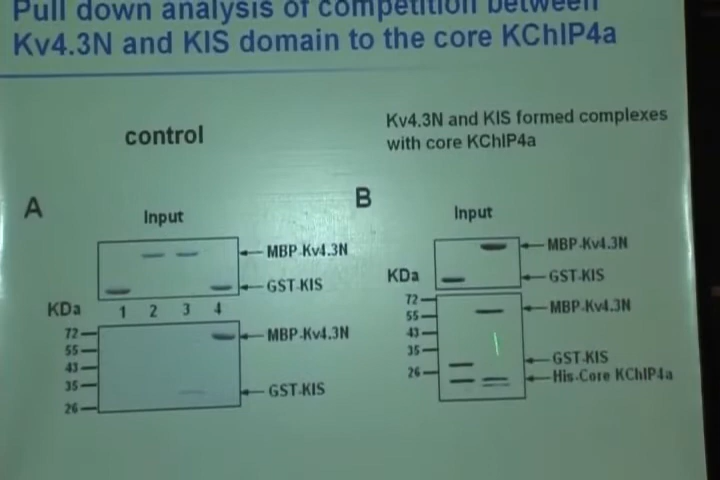 Pull down analysis of competition between
Kv4.3N and KIS domain to the core KChIP4a
control
Kv4.3N and KIS formed complexes
with core KChIP4a
A
Input
MBP-Kv4.3N
GST-KIS
KDa
1 2 3 4
72
55
43
35
26
MBP-Kv4.3N
GST-KIS
B
Input
MBP-Kv4.3N
KDa
GST-KIS
72
55
43
35
26
MBP-Kv4.3N
GST-KIS
His-Core KChIP4a